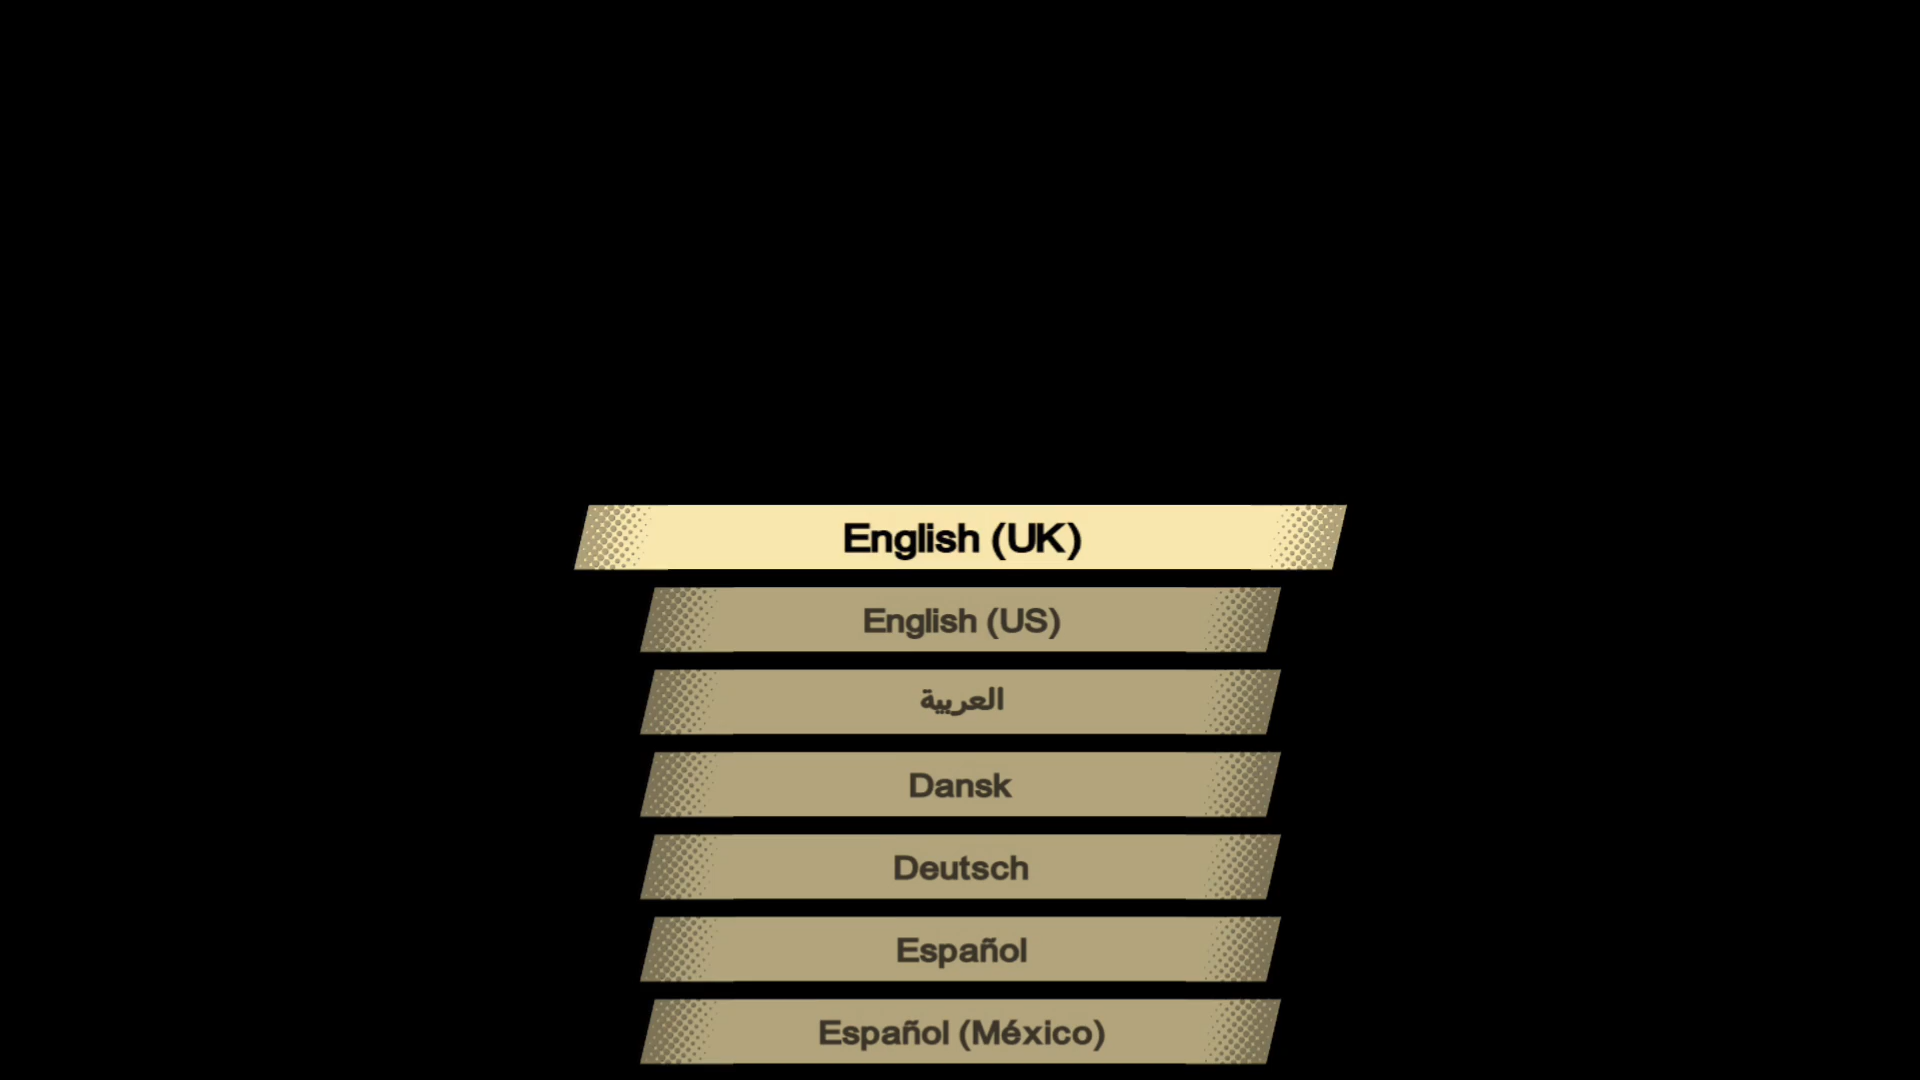 English (UK)
English (US)
العربية
Dansk
Deutsch
Español
Español (México)